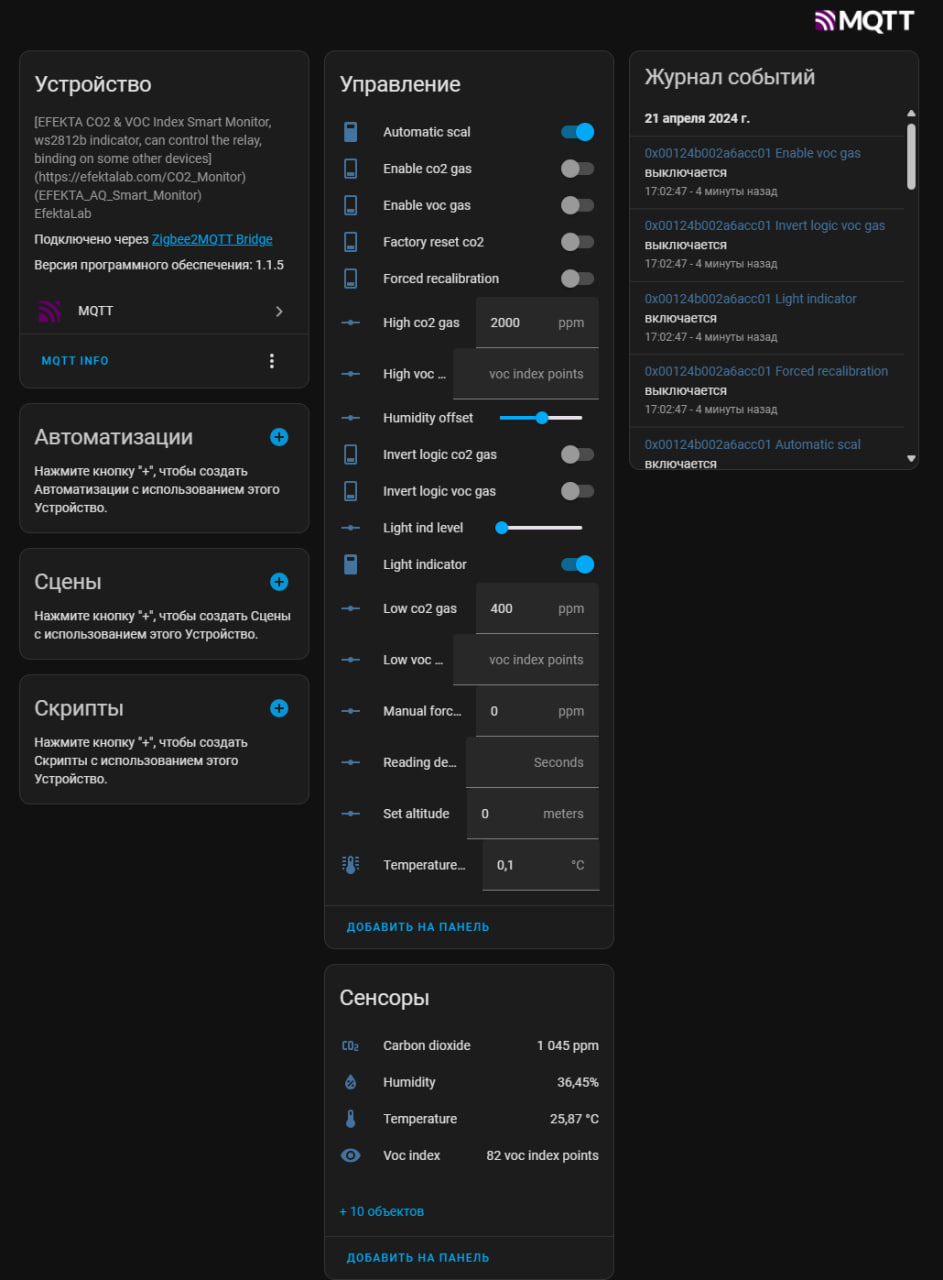 MQTT
Устройство
[EFEKTA CO2 & VOC Index Smart Monitor,
ws2812b indicator, can control the relay,
binding on some other devices]
(https://efektalab.com/CO2_Monitor)
(EFEKTA_AQ_Smart_Monitor)
EfektaLab
Подключено через Zigbee2MQTT Bridge
Версия программного обеспечения: 1.1.5
MQTT
MQTT INFO
Автоматизации
Нажмите кнопку "+", чтобы создать
Автоматизации с использованием этого
Устройство.
Сцены
Нажмите кнопку "+", чтобы создать Сцены
с использованием этого Устройство.
Скрипты
Нажмите кнопку "+", чтобы создать
Скрипты с использованием этого
Устройство.
Управление
Automatic scal
Enable co2 gas
Enable voc gas
Factory reset co2
Forced recalibration
High co2 gas 2000 ppm
High voc ... voc index points
Humidity offset
Invert logic co2 gas
Invert logic voc gas
Light ind level
Light indicator
Low co2 gas 400 ppm
Low voc ... voc index points
Manual forc... 0 ppm
Reading de... Seconds
Set altitude 0 meters
Temperature... 0,1 °C
ДОБАВИТЬ НА ПАНЕЛЬ
Сенсоры
CO2 Carbon dioxide 1 045 ppm
Humidity 36,45%
Temperature 25,87 °C
Voc index 82 voc index points
+ 10 объектов
ДОБАВИТЬ НА ПАНЕЛЬ
Журнал событий
21 апреля 2024 г.
0x00124b002a6acc01 Enable voc gas
выключается
17:02:47 - 4 минуты назад
0x00124b002a6acc01 Invert logic voc gas
выключается
17:02:47 - 4 минуты назад
0x00124b002a6acc01 Light indicator
включается
17:02:47 - 4 минуты назад
0x00124b002a6acc01 Forced recalibration
выключается
17:02:47 - 4 минуты назад
0x00124b002a6acc01 Automatic scal
включается